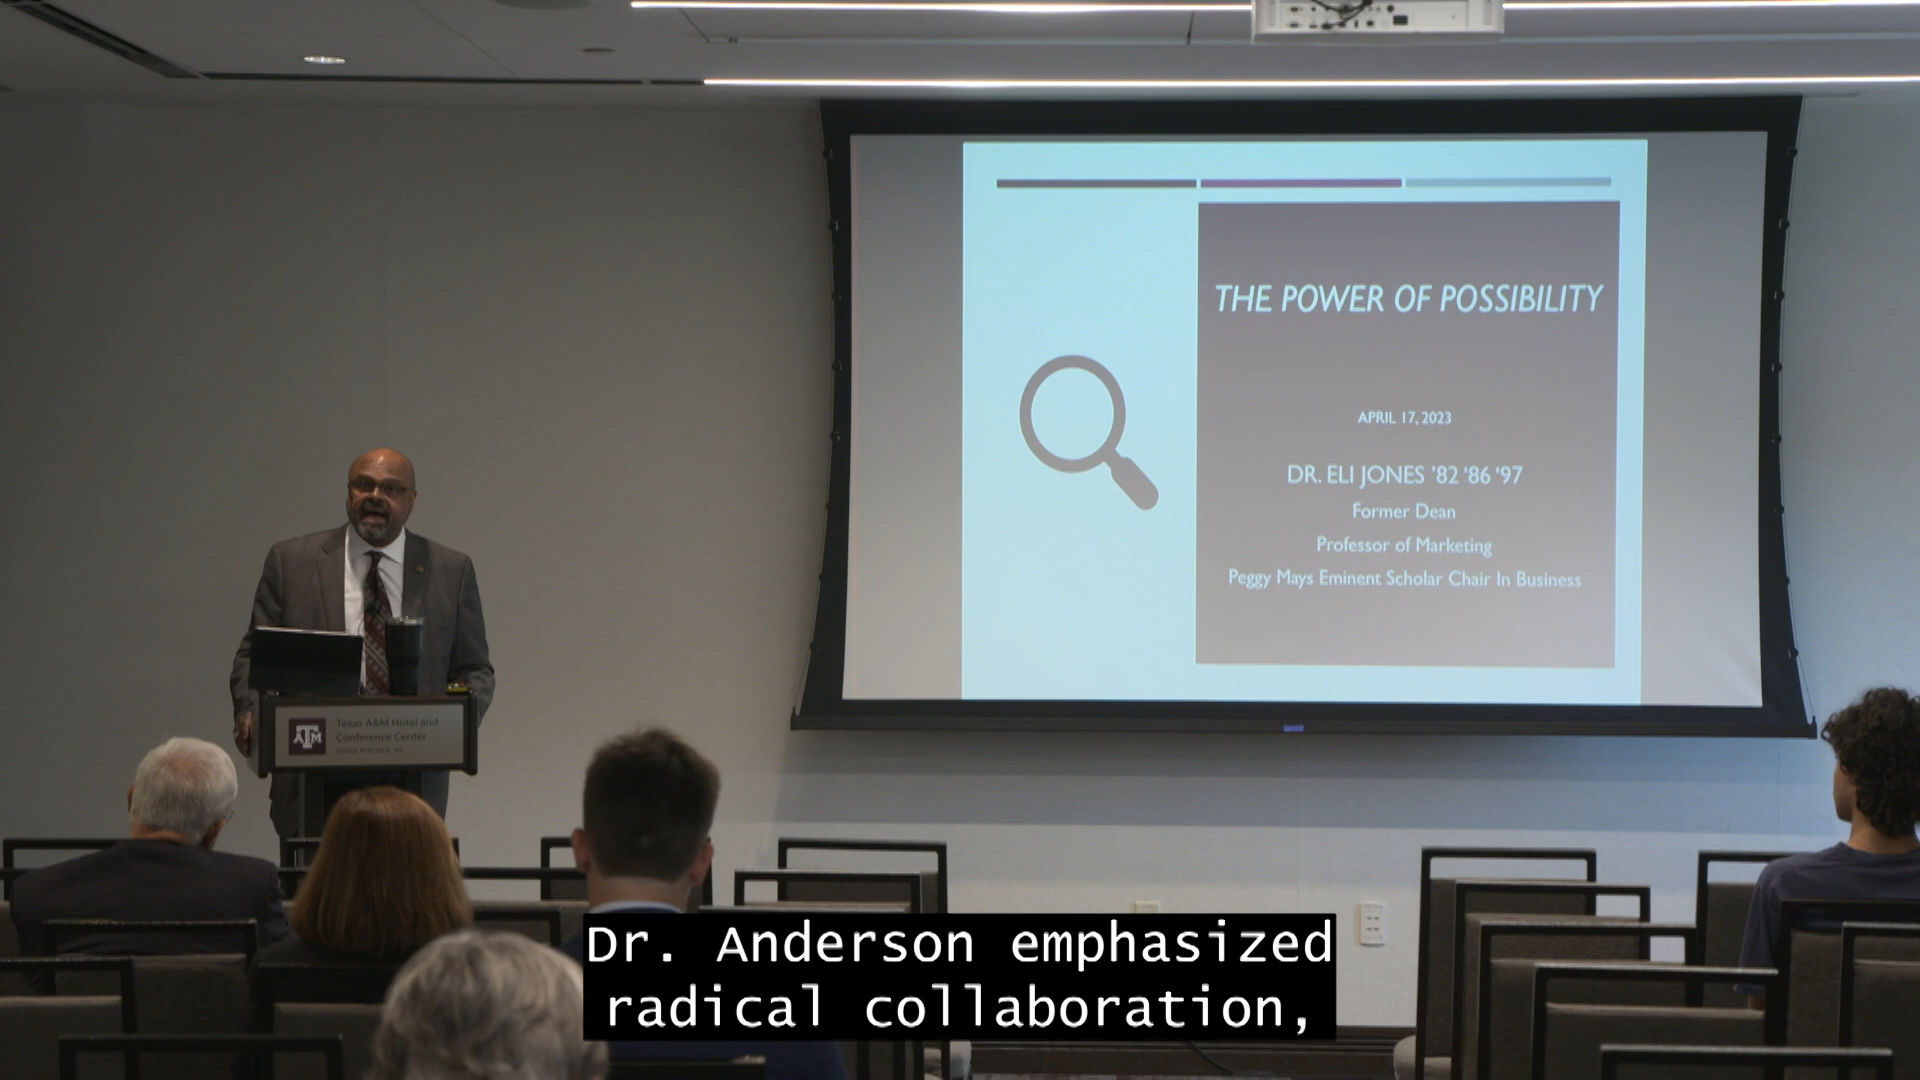 THE POWER OF POSSIBILITY
APRIL 17, 2023
DR. ELI JONES '82 '86 '97
Former Dean
Professor of Marketing
Peggy Mays Eminent Scholar Chair In Business
ATM
Texas A&M Hotel and
Conference Center
Dr. Anderson emphasized
radical collaboration,